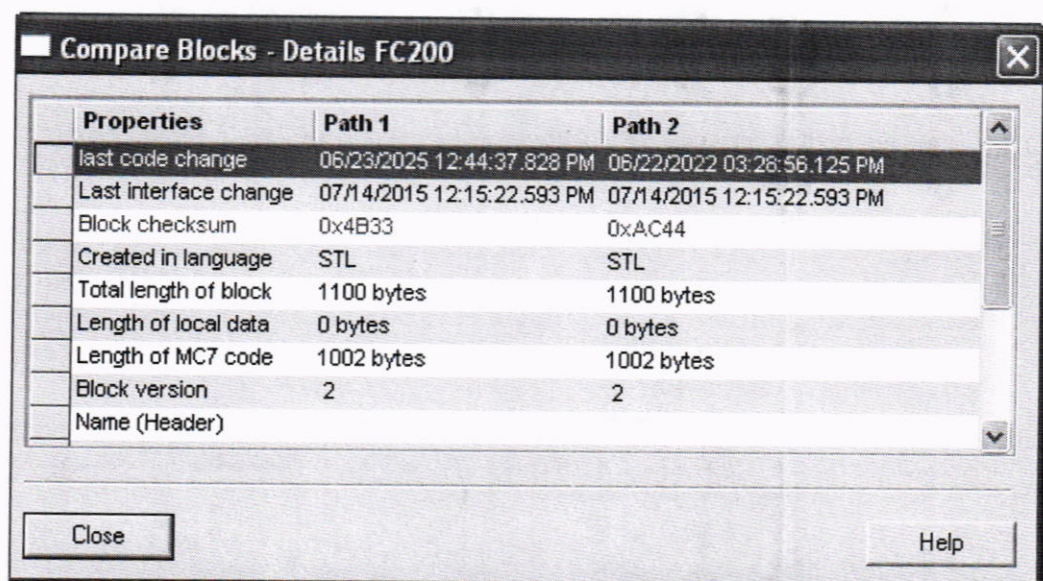 Compare Blocks - Details FC200
Properties Path 1 Path 2
last code change 06/23/2025 12:44:37.828 PM 06/22/2022 03:28:56.125 PM
Last interface change 07/14/2015 12:15:22.593 PM 07/14/2015 12:15:22.593 PM
Block checksum 0x4B33 0xAC44
Created in language STL STL
Total length of block 1100 bytes 1100 bytes
Length of local data 0 bytes 0 bytes
Length of MC7 code 1002 bytes 1002 bytes
Block version 2 2
Name (Header)
Close Help